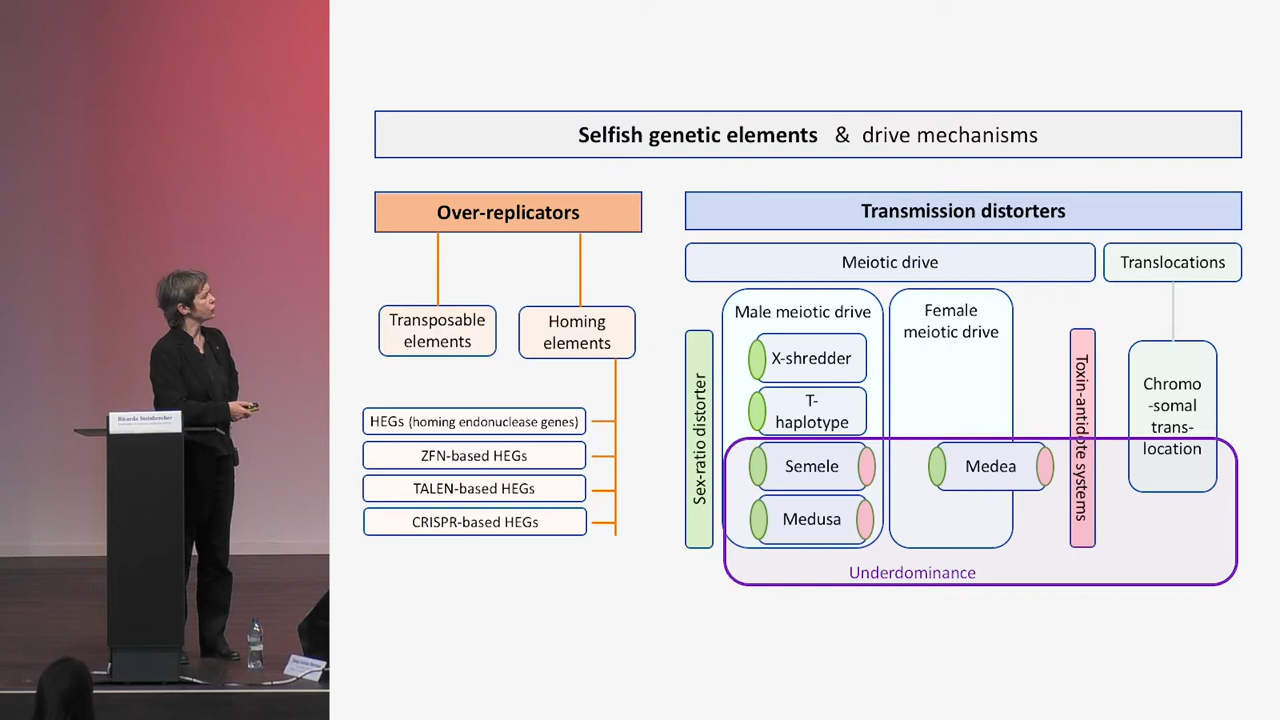 Selfish genetic elements & drive mechanisms
Over-replicators
Transmission distorters
Meiotic drive
Translocations
Transposable
elements
Homing
elements
HEGs (homing endonuclease genes)
ZFN-based HEGs
TALEN-based HEGs
CRISPR-based HEGs
Sex-ratio distorter
Male meiotic drive
X-shredder
T-
haplotype
Semele
Medusa
Female
meiotic drive
Medea
Toxin-antidote systems
Chromo
-somal
trans-
location
Underdominance
Ricarda Steinbrecher